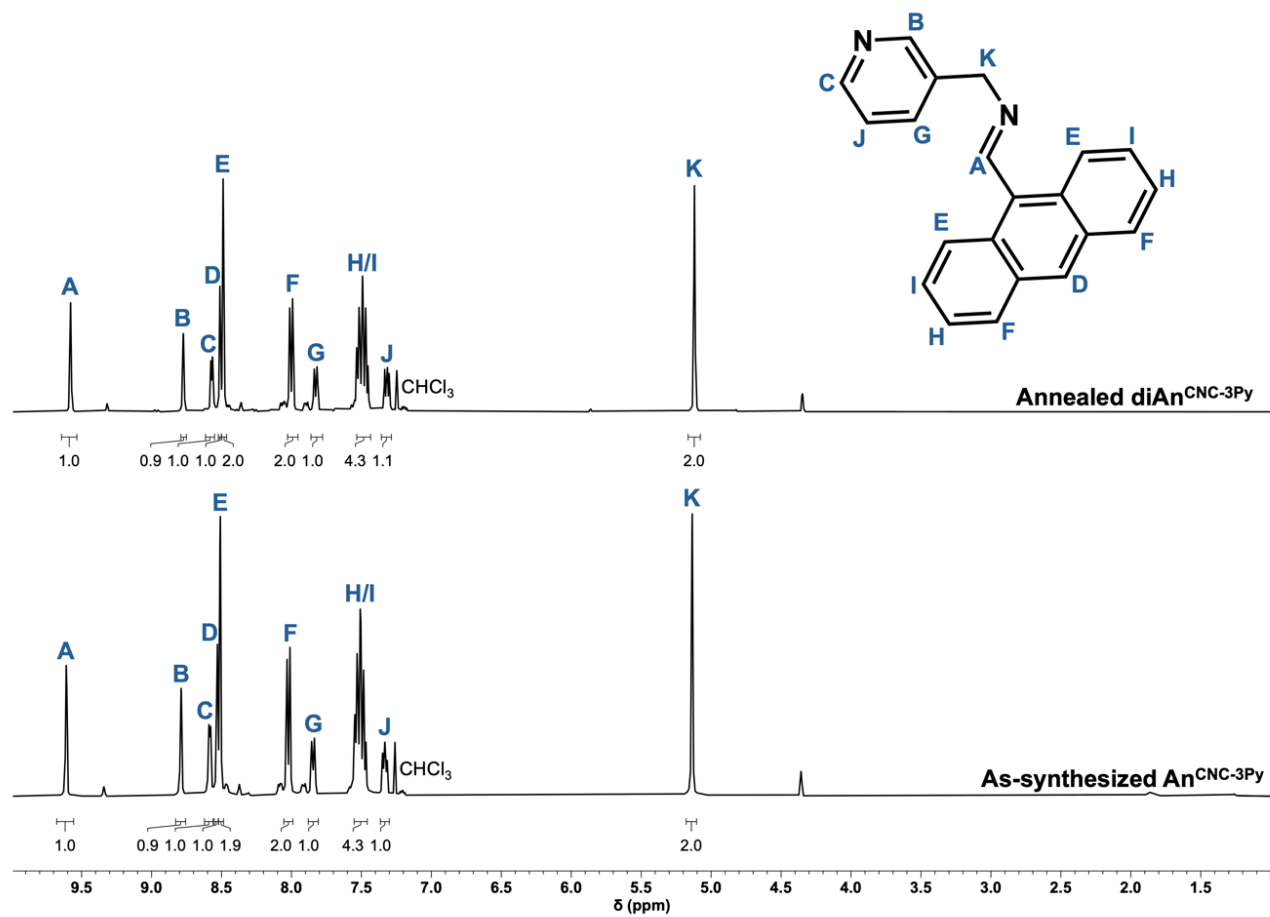 N
B
K
C
N
J
G
A
E
I
H
E
F
I
D
H
F
A
B
C
D
E
F
G
H/I
J
CHCl₃
K
Annealed diAn^CNC-3Py
1.0
0.9 1.0 1.0 2.0
2.0 1.0
4.3 1.1
2.0
A
B
C
D
E
F
G
H/I
J
CHCl₃
K
As-synthesized An^CNC-3Py
1.0
0.9 1.0 1.0 1.9
2.0 1.0
4.3 1.0
2.0
9.5 9.0 8.5 8.0 7.5 7.0 6.5 6.0 5.5 5.0 4.5 4.0 3.5 3.0 2.5 2.0 1.5
δ (ppm)